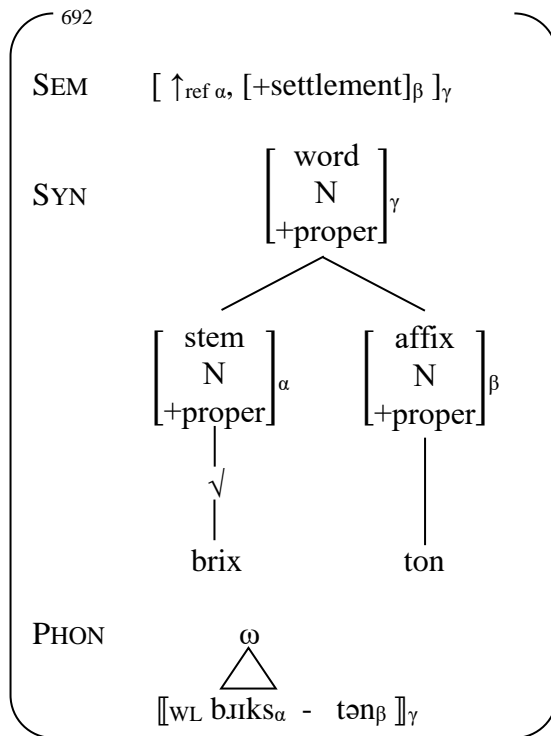 692
SEM [ ↑ref α, [+settlement]β ]γ
word
SYN N
+proper γ
stem affix
N N
+proper α +proper β
√
brix ton
PHON ω
⟦WL bɹɪksα - tənβ ⟧γ